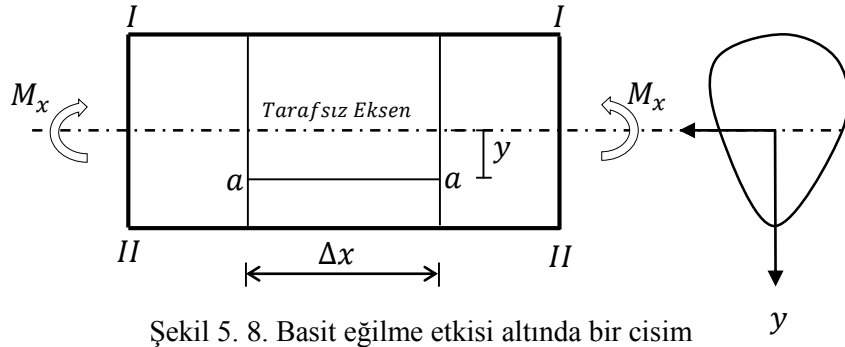 I I
M_x M_x
Tarafsız Eksen
y
a a
II II
Δx
y
Şekil 5. 8. Basit eğilme etkisi altında bir cisim